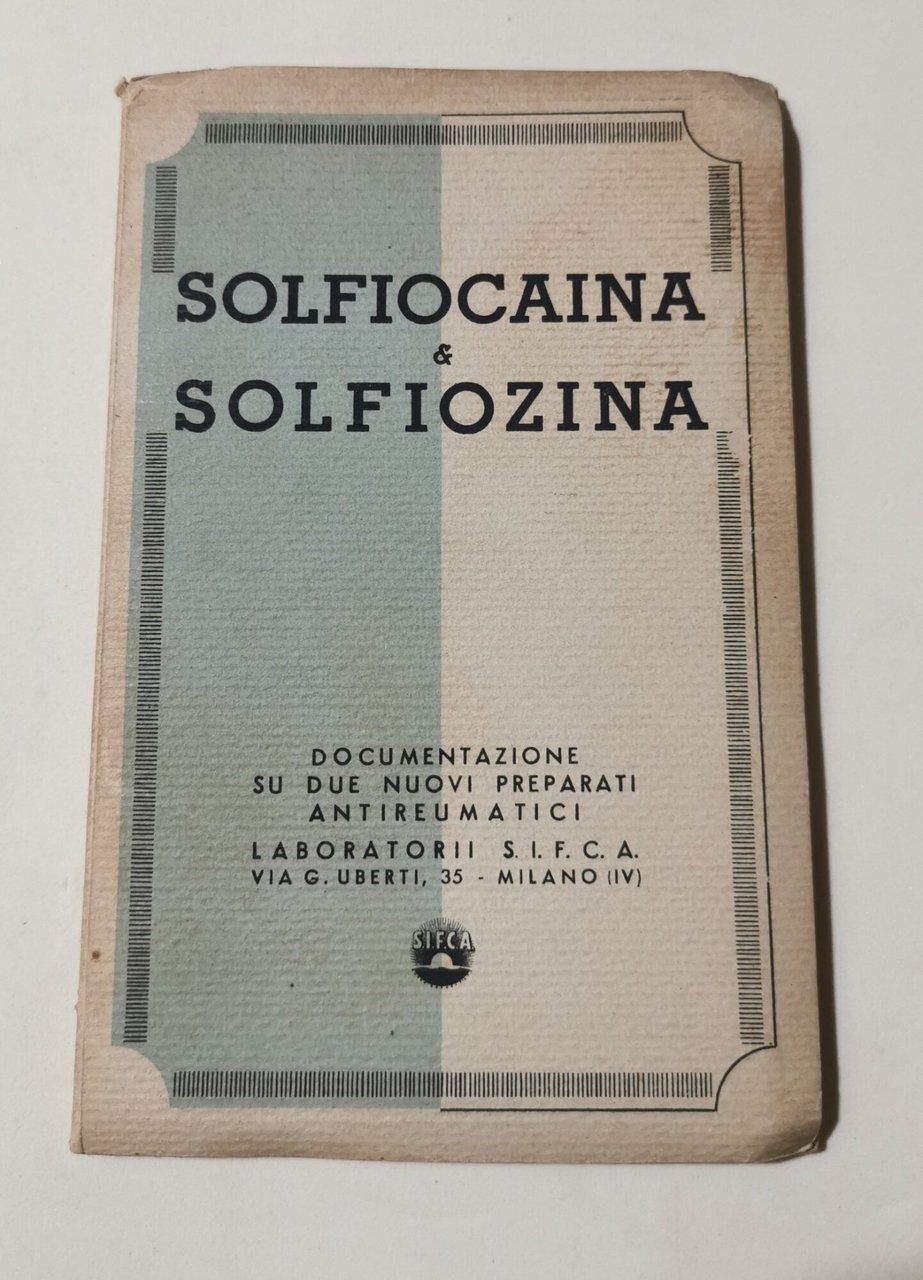 SOLFIOCAINA
&
SOLFIOZINA
DOCUMENTAZIONE
SU DUE NUOVI PREPARATI
ANTIREUMATICI
LABORATORII S. I. F. C. A.
VIA G. UBERTI, 35 - MILANO (IV)
S.I.F.C.A.